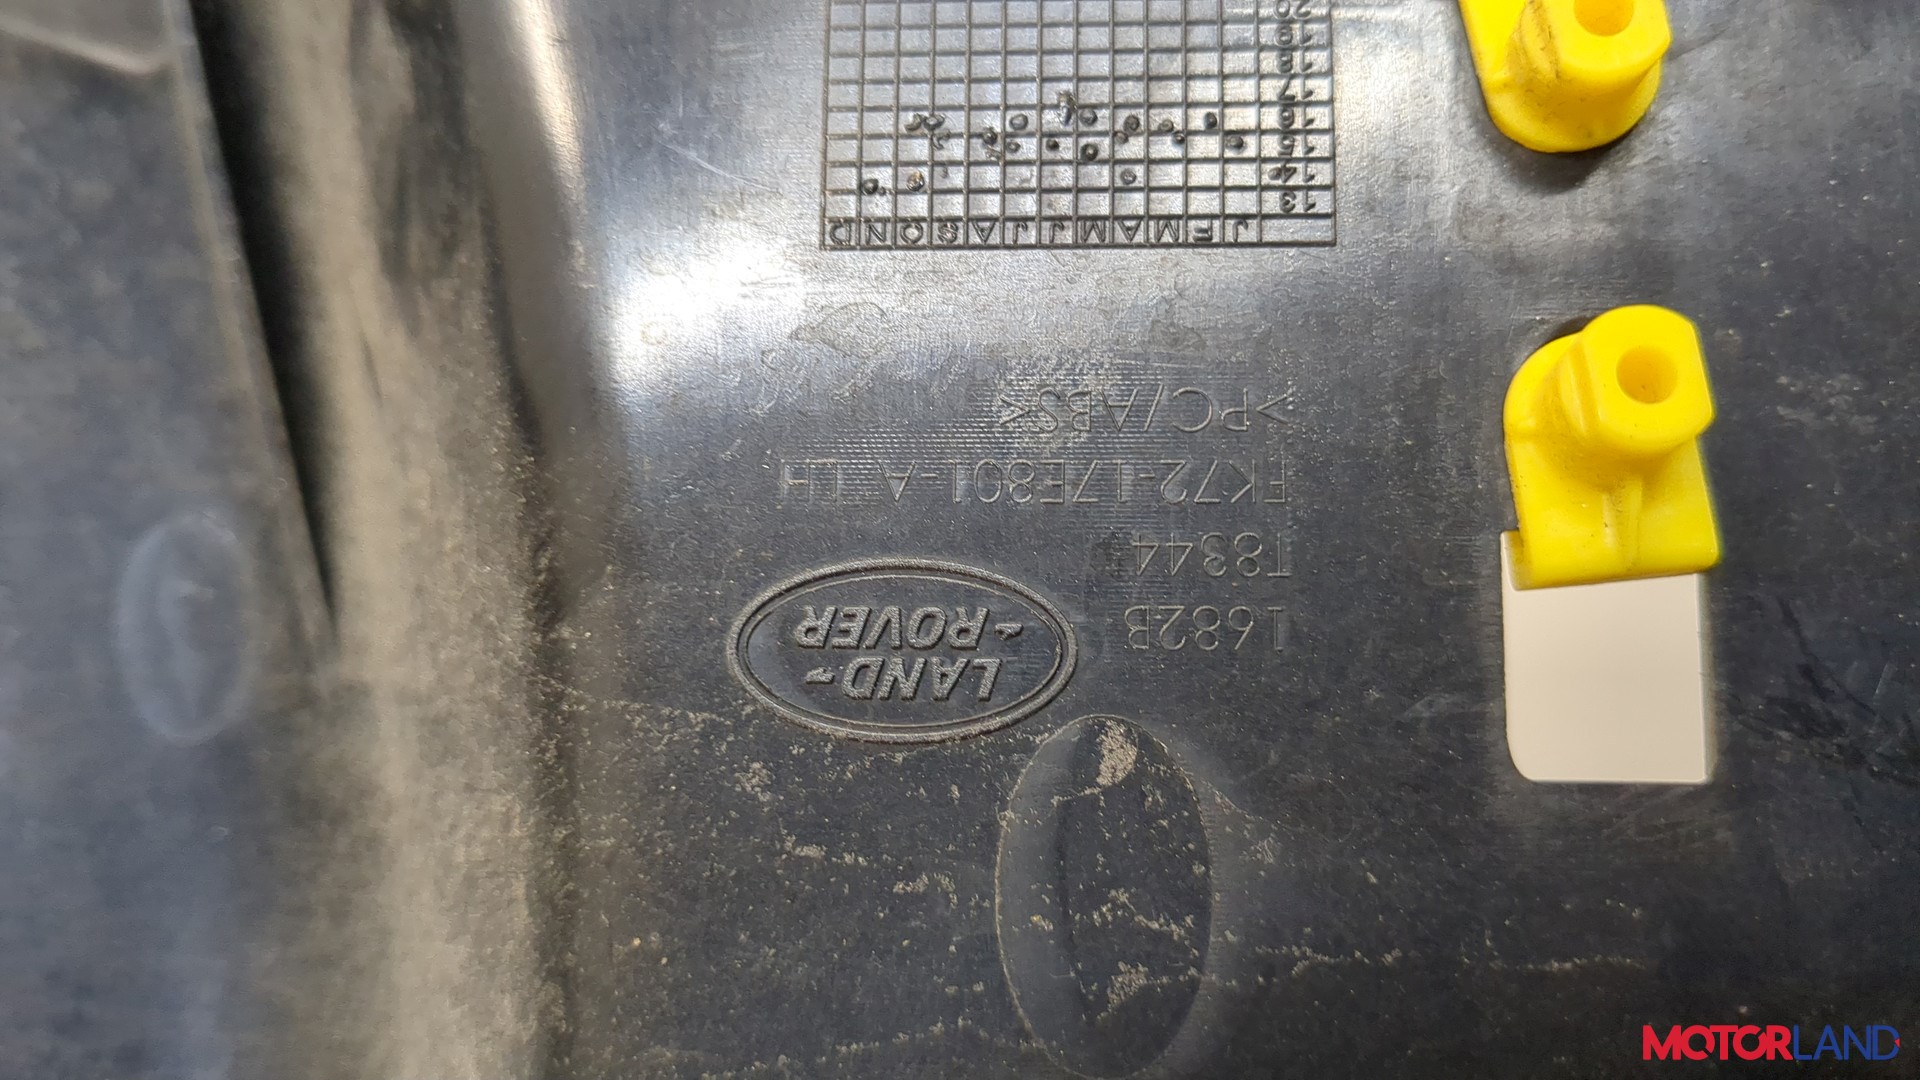 1682B
LAND-
-ROVER
T8344
FK72-17E801-A LH
>PC/ABS<
J F M A M J J A S O N D
13
14
15
16
17
18
19
20
MOTORLAND